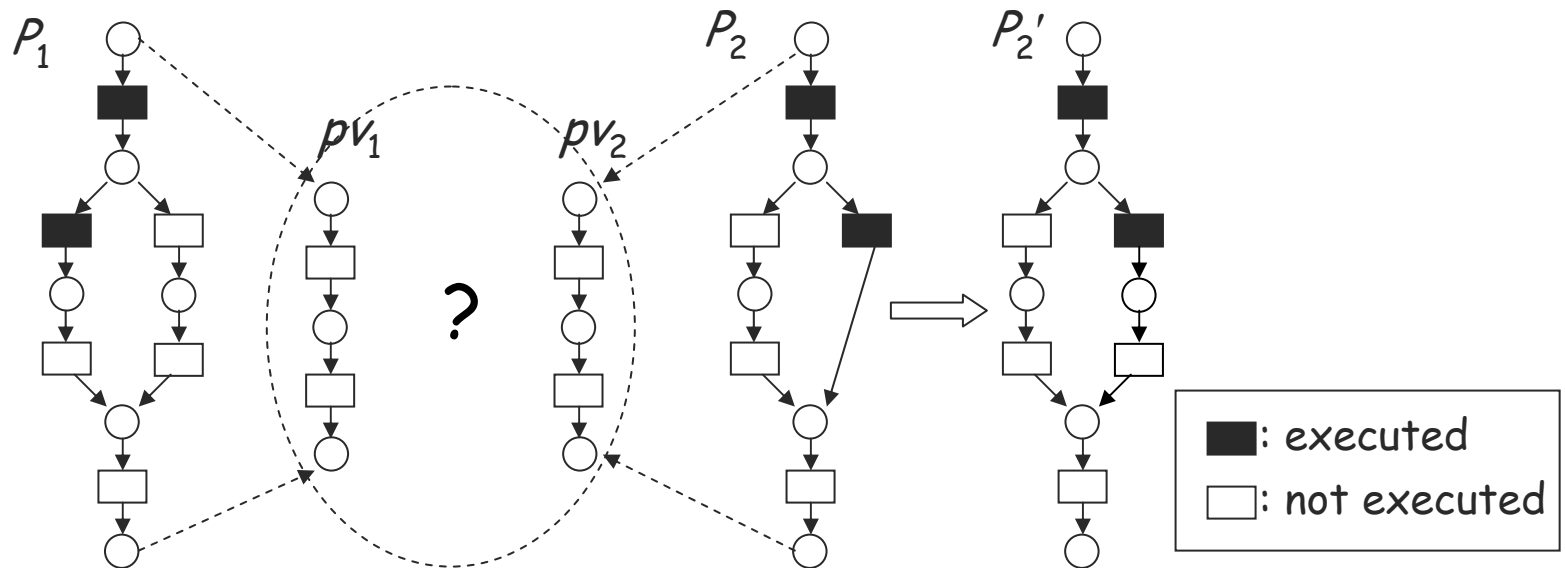 P₁
P₂
P₂'
pv₁
pv₂
?
: executed
: not executed